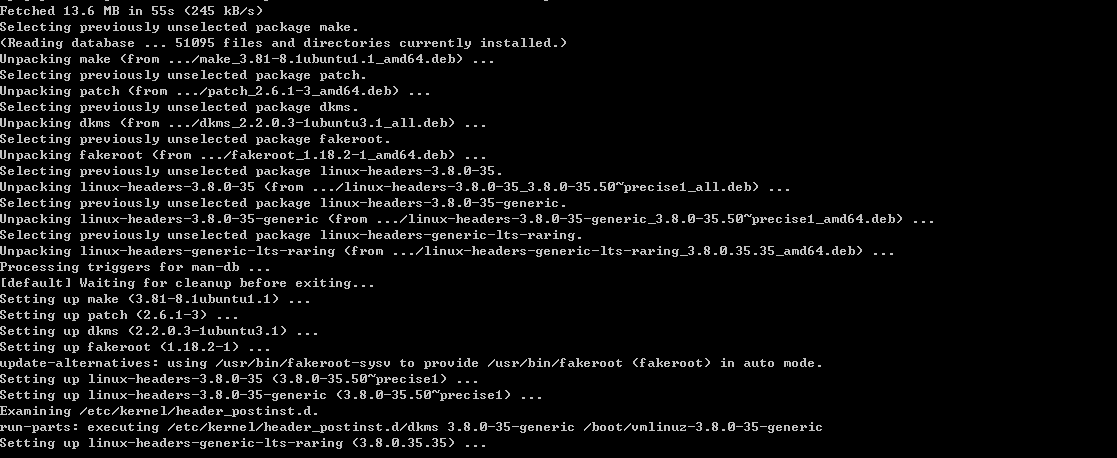 Fetched 13.6 MB in 55s (245 kB/s)
Selecting previously unselected package make.
(Reading database ... 51095 files and directories currently installed.)
Unpacking make (from .../make_3.81-8.1ubuntu1.1_amd64.deb) ...
Selecting previously unselected package patch.
Unpacking patch (from .../patch_2.6.1-3_amd64.deb) ...
Selecting previously unselected package dkms.
Unpacking dkms (from .../dkms_2.2.0.3-1ubuntu3.1_all.deb) ...
Selecting previously unselected package fakeroot.
Unpacking fakeroot (from .../fakeroot_1.18.2-1_amd64.deb) ...
Selecting previously unselected package linux-headers-3.8.0-35.
Unpacking linux-headers-3.8.0-35 (from .../linux-headers-3.8.0-35_3.8.0-35.50~precise1_all.deb) ...
Selecting previously unselected package linux-headers-3.8.0-35-generic.
Unpacking linux-headers-3.8.0-35-generic (from .../linux-headers-3.8.0-35-generic_3.8.0-35.50~precise1_amd64.deb) ...
Selecting previously unselected package linux-headers-generic-lts-raring.
Unpacking linux-headers-generic-lts-raring (from .../linux-headers-generic-lts-raring_3.8.0.35.35_amd64.deb) ...
Processing triggers for man-db ...
[default] Waiting for cleanup before exiting...
Setting up make (3.81-8.1ubuntu1.1) ...
Setting up patch (2.6.1-3) ...
Setting up dkms (2.2.0.3-1ubuntu3.1) ...
Setting up fakeroot (1.18.2-1) ...
update-alternatives: using /usr/bin/fakeroot-sysv to provide /usr/bin/fakeroot (fakeroot) in auto mode.
Setting up linux-headers-3.8.0-35 (3.8.0-35.50~precise1) ...
Setting up linux-headers-3.8.0-35-generic (3.8.0-35.50~precise1) ...
Examining /etc/kernel/header_postinst.d.
run-parts: executing /etc/kernel/header_postinst.d/dkms 3.8.0-35-generic /boot/vmlinuz-3.8.0-35-generic
Setting up linux-headers-generic-lts-raring (3.8.0.35.35) ...